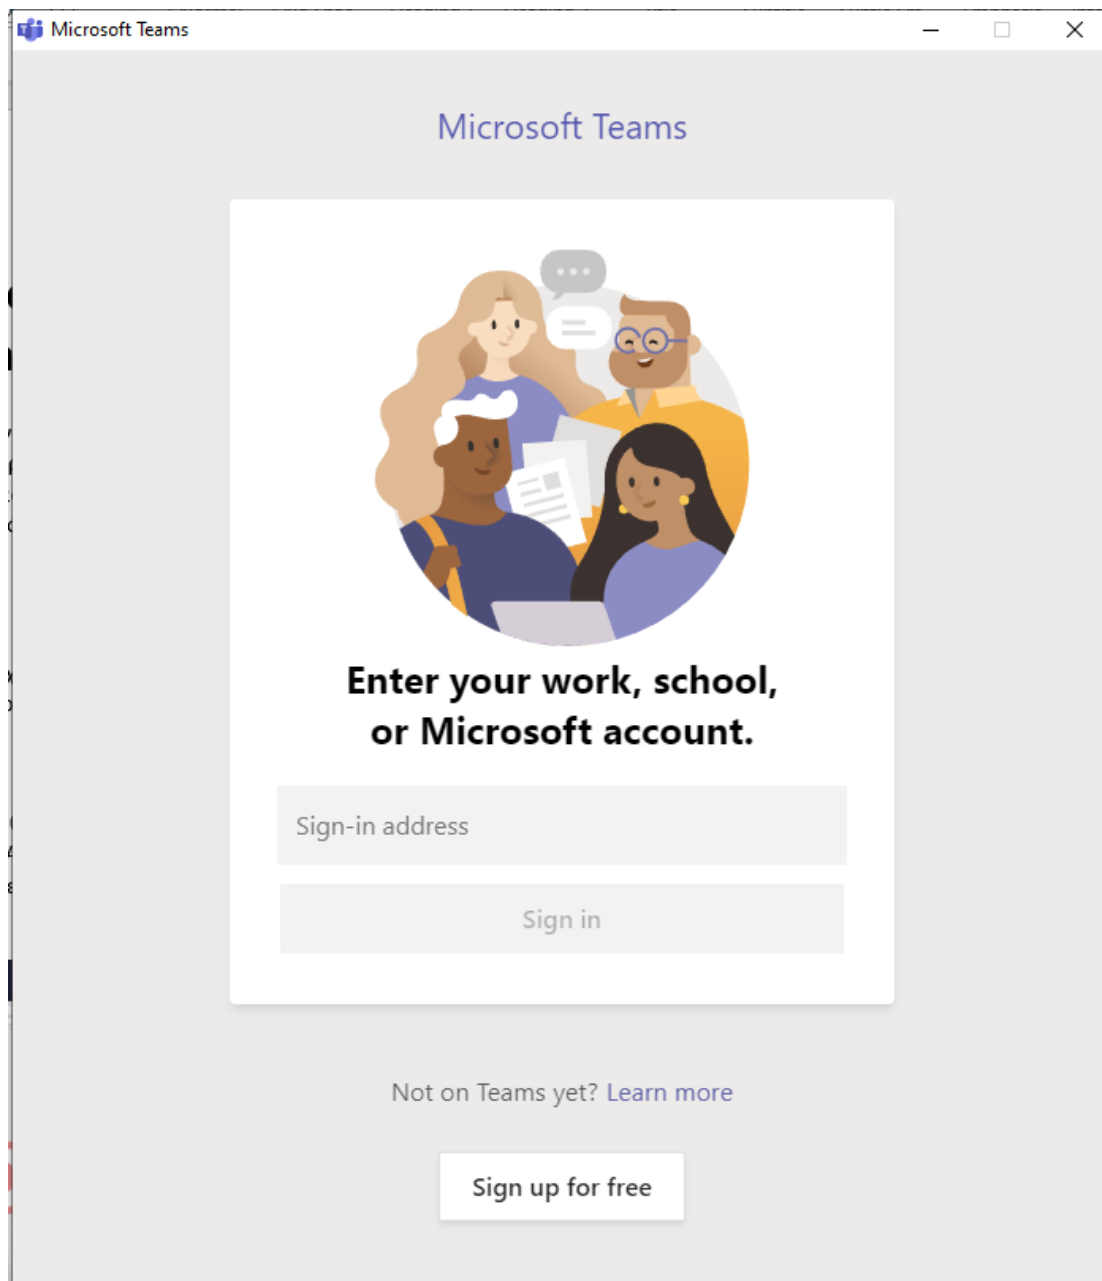 Microsoft Teams
Microsoft Teams
Enter your work, school,
or Microsoft account.
Sign-in address
Sign in
Not on Teams yet? Learn more
Sign up for free